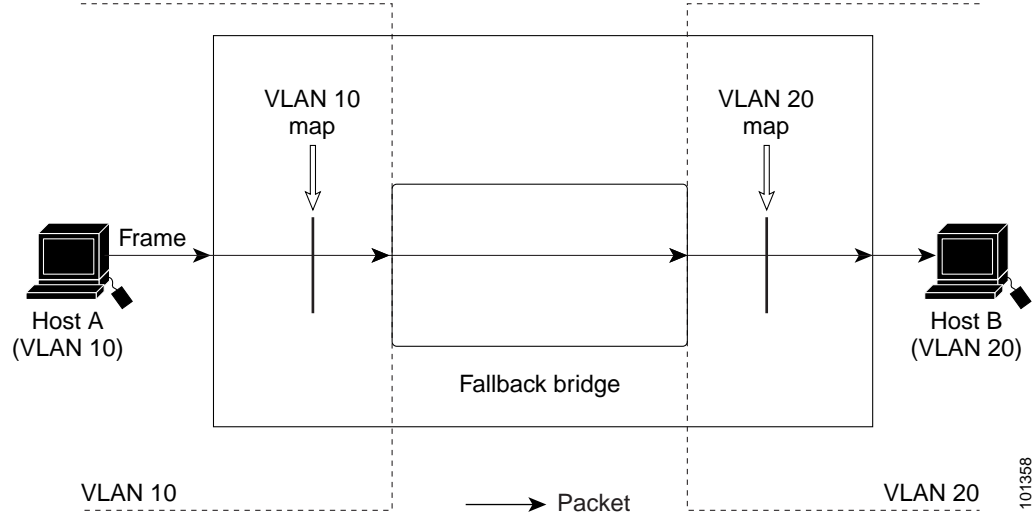 VLAN 10
map
VLAN 20
map
Frame
Host A
(VLAN 10)
Host B
(VLAN 20)
Fallback bridge
VLAN 10
Packet
VLAN 20
101358